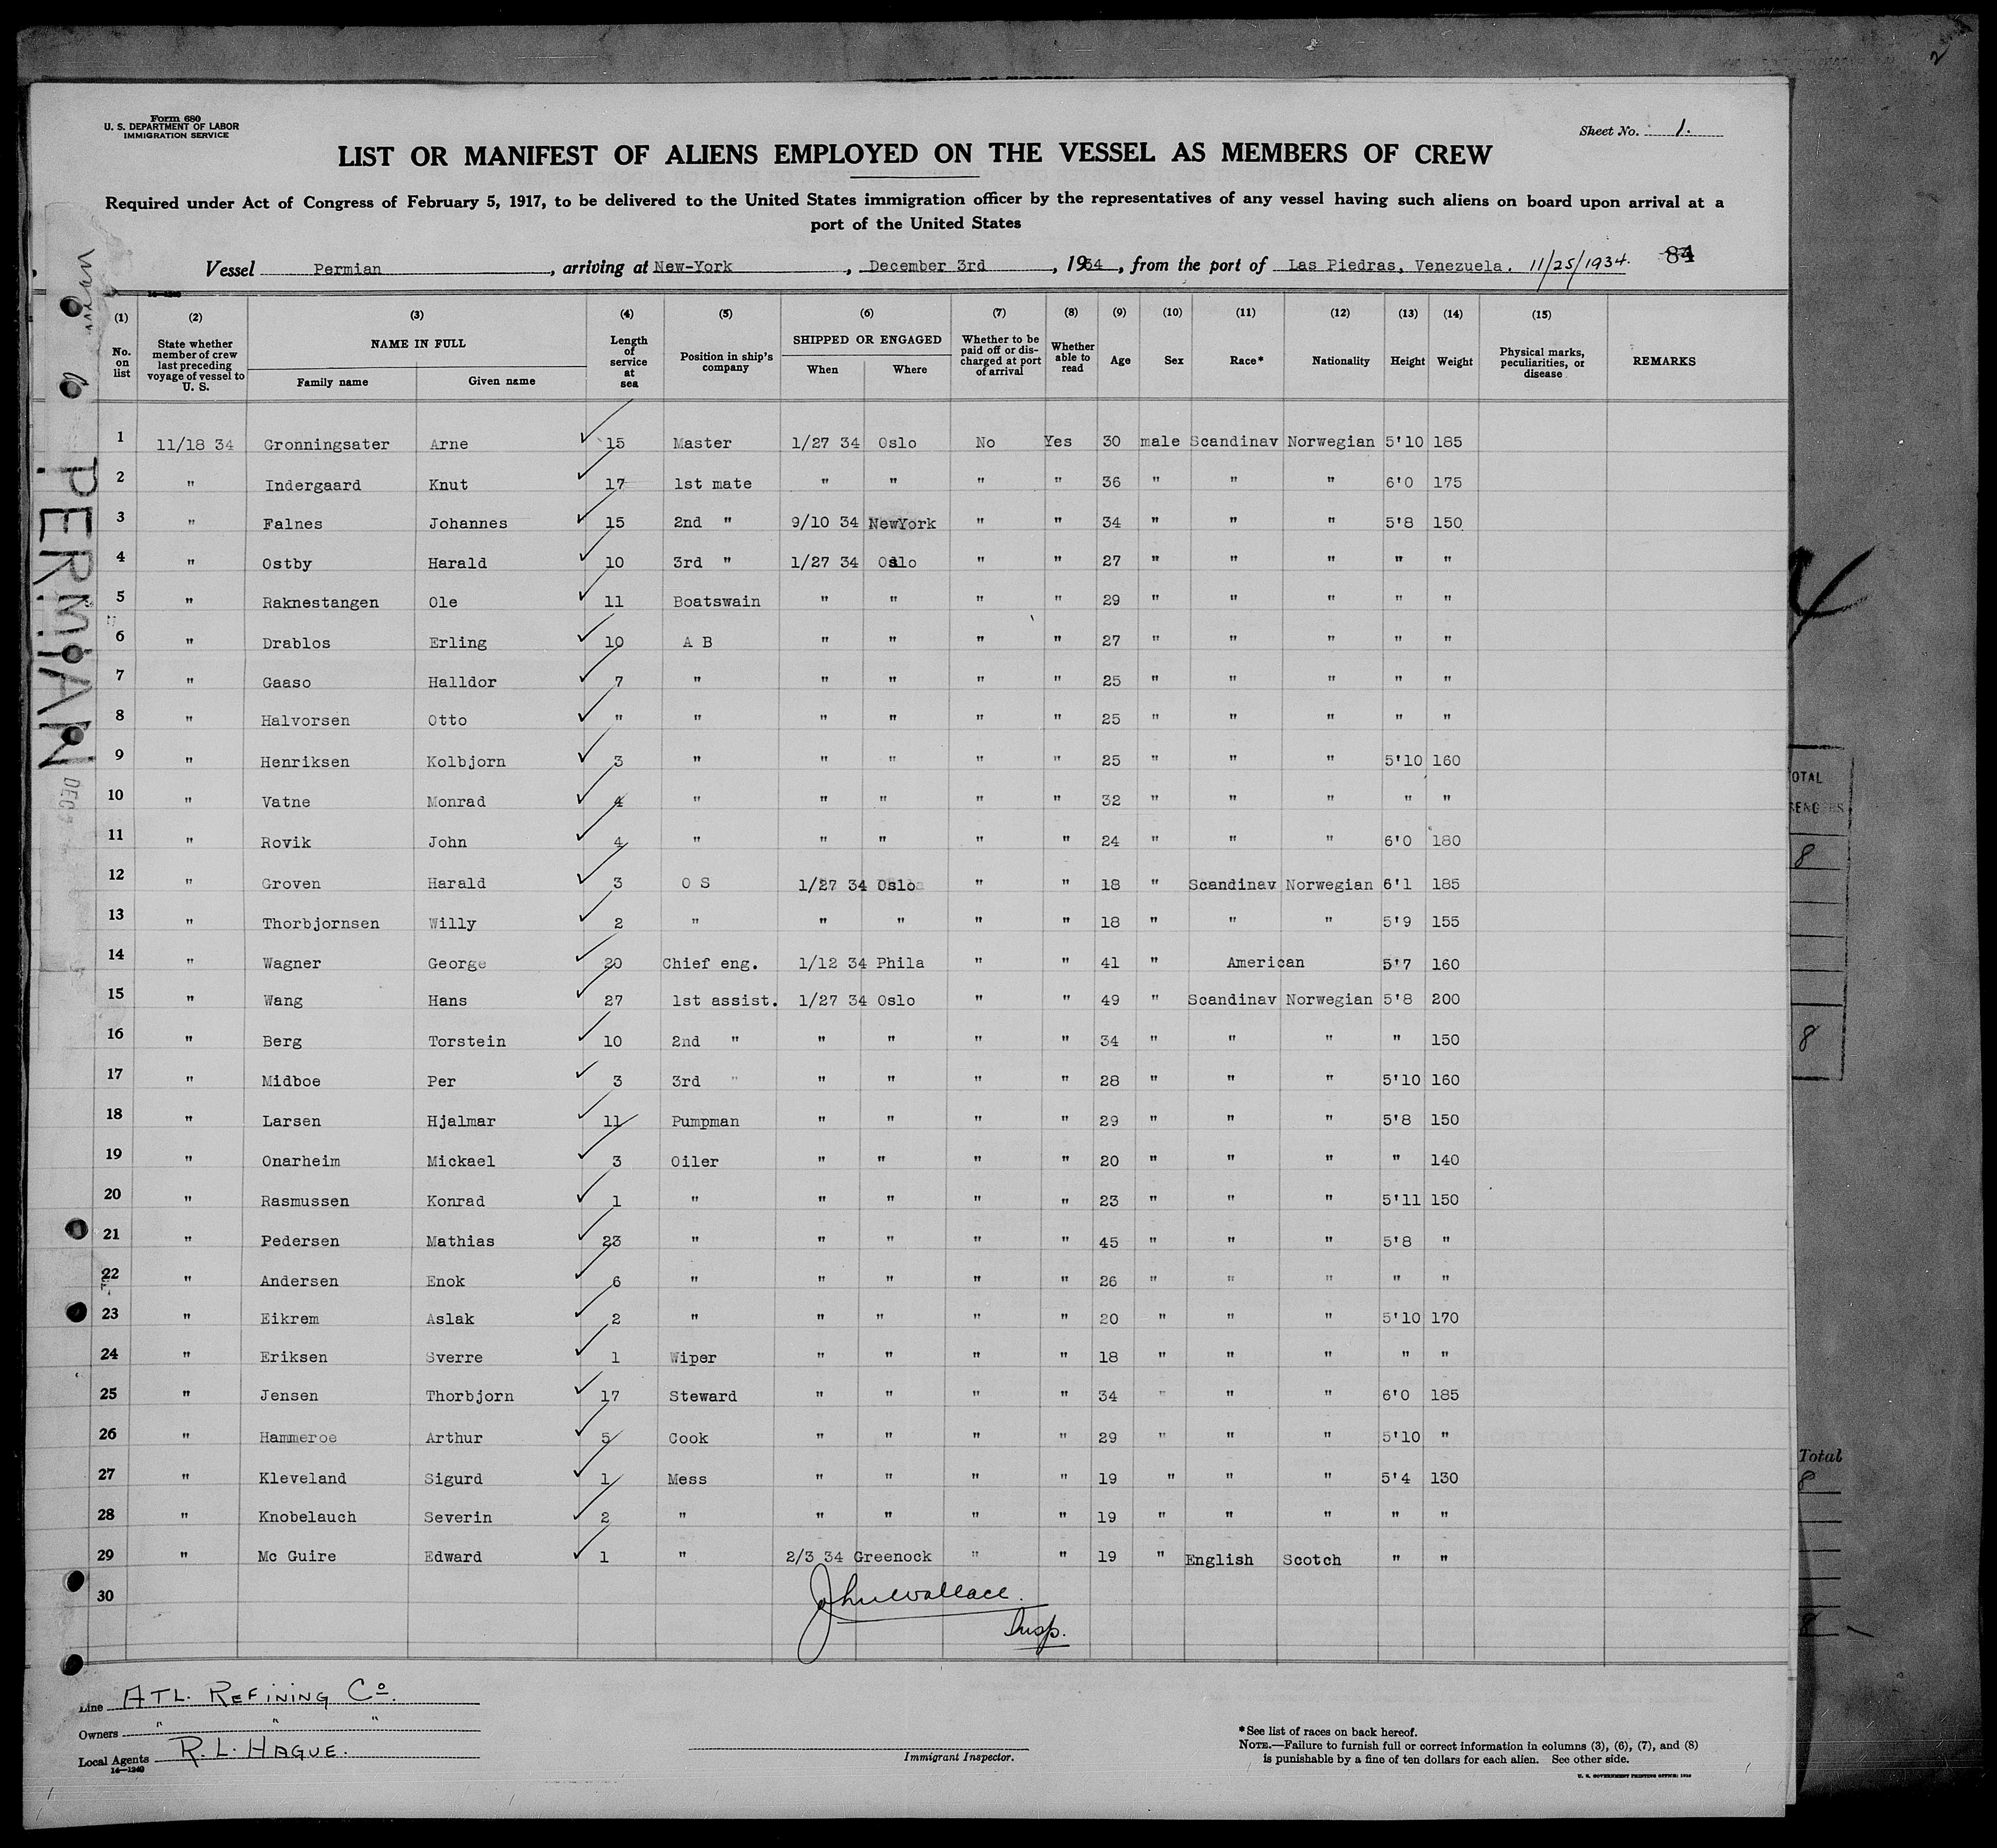 2
Form 680
U. S. DEPARTMENT OF LABOR
IMMIGRATION SERVICE
Sheet No. 1.
LIST OR MANIFEST OF ALIENS EMPLOYED ON THE VESSEL AS MEMBERS OF CREW
Required under Act of Congress of February 5, 1917, to be delivered to the United States immigration officer by the representatives of any vessel having such aliens on board upon arrival at a
port of the United States
84
Vessel Permian, arriving at New-York, December 3rd, 1934, from the port of Las Piedras, Venezuela. 11/25/1934.
(1) (2) (3) (4) (5) (6) (7) (8) (9) (10) (11) (12) (13) (14) (15)
No. on list State whether member of crew last preceding voyage of vessel to U. S. NAME IN FULL Family name Given name Length of service at sea Position in ship's company SHIPPED OR ENGAGED When Where Whether to be paid off or discharged at port of arrival Whether able to read Age Sex Race* Nationality Height Weight Physical marks, peculiarities, or disease REMARKS
1 11/18 34 Gronningsater Arne 15 Master 1/27 34 Oslo No Yes 30 male Scandinav Norwegian 5'10 185
2 " Indergaard Knut 17 1st mate " " " " 36 " " " 6'0 175
3 " Falnes Johannes 15 2nd " 9/10 34 NewYork " " 34 " " " 5'8 150
4 " Ostby Harald 10 3rd " 1/27 34 Oslo " " 27 " " " " "
5 " Raknestangen Ole 11 Boatswain " " " " 29 " " " " "
6 " Drablos Erling 10 A B " " " " 27 " " " " "
7 " Gaaso Halldor 7 " " " " " 25 " " " " "
8 " Halvorsen Otto " " " " " " 25 " " " " "
9 " Henriksen Kolbjorn 3 " " " " " 25 " " " 5'10 160
10 " Vatne Monrad 4 " " " " " 32 " " " " "
11 " Rovik John 4 " " " " " 24 " " " 6'0 180
12 " Groven Harald 3 O S 1/27 34 Oslo " " 18 " Scandinav Norwegian 6'1 185
13 " Thorbjornsen Willy 2 " " " " " 18 " " " 5'9 155
14 " Wagner George 20 Chief eng. 1/12 34 Phila " " 41 " American 5'7 160
15 " Wang Hans 27 1st assist. 1/27 34 Oslo " " 49 " Scandinav Norwegian 5'8 200
16 " Berg Torstein 10 2nd " " " " " 34 " " " " 150
17 " Midboe Per 3 3rd " " " " " 28 " " " 5'10 160
18 " Larsen Hjalmar 11 Pumpman " " " " 29 " " " 5'8 150
19 " Onarheim Mickael 3 Oiler " " " " 20 " " " " 140
20 " Rasmussen Konrad 1 " " " " " 23 " " " 5'11 150
21 " Pedersen Mathias 23 " " " " " 45 " " " 5'8 "
22 " Andersen Enok 6 " " " " " 26 " " " " "
23 " Eikrem Aslak 2 " " " " " 20 " " " 5'10 170
24 " Eriksen Sverre 1 Wiper " " " " 18 " " " " "
25 " Jensen Thorbjorn 17 Steward " " " " 34 " " " 6'0 185
26 " Hammeroe Arthur 5 Cook " " " " 29 " " " 5'10 "
27 " Kleveland Sigurd 1 Mess " " " " 19 " " " 5'4 130
28 " Knobelauch Severin 2 " " " " " 19 " " " " "
29 " Mc Guire Edward 1 " 2/3 34 Greenock " " 19 " English Scotch " "
30
John Wallace.
Insp.
PERMIAN
DEC
4
8
8
Total
8
8
Line ATL. REFINING Co.
Owners " " "
Local Agents R. L. HAGUE.
14—1240
Immigrant Inspector.
*See list of races on back hereof.
NOTE.—Failure to furnish full or correct information in columns (3), (6), (7), and (8)
is punishable by a fine of ten dollars for each alien. See other side.